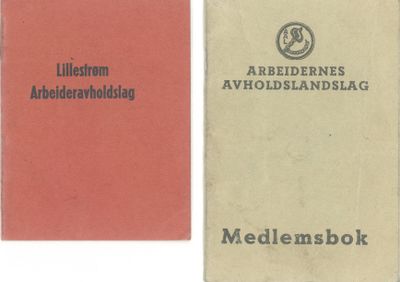 Lillestrøm
Arbeideravholdslag
ARBEIDERNES
AVHOLDSLANDSLAG
Medlemsbok